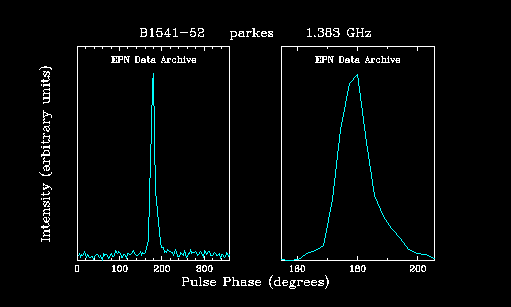 B1541-52 parkes 1.383 GHz
EPN Data Archive EPN Data Archive
Intensity (arbitrary units)
0 100 200 300 160 180 200
Pulse Phase (degrees)